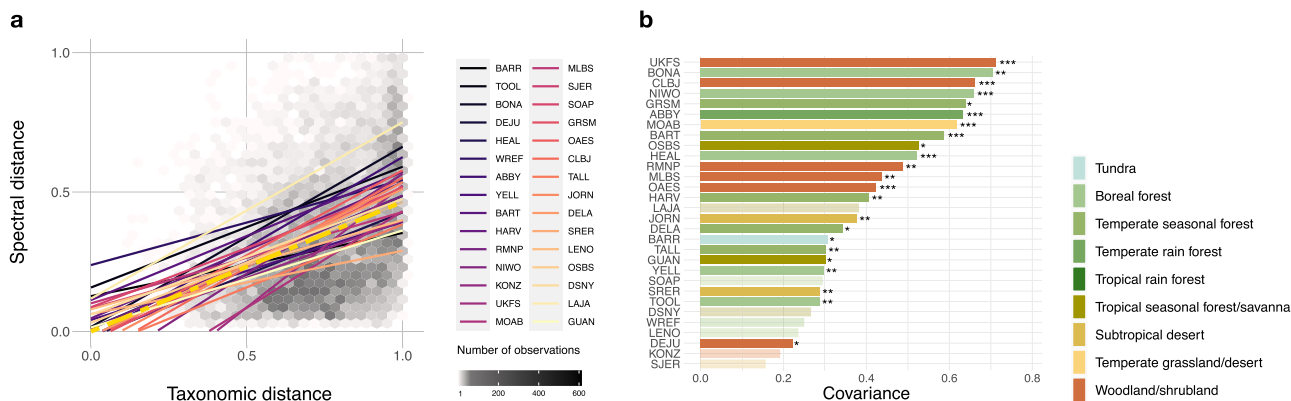 a
1.0
0.5
0.0
Spectral distance
0.0
0.5
1.0
Taxonomic distance
BARR
TOOL
BONA
DEJU
HEAL
WREF
ABBY
YELL
BART
HARV
RMNP
NIWO
KONZ
UKFS
MOAB
MLBS
SJER
SOAP
GRSM
OAES
CLBJ
TALL
JORN
DELA
SRER
LENO
OSBS
DSNY
LAJA
GUAN
Number of observations
1 200 400 600
b
UKFS ***
BONA **
CLBJ ***
NIWO ***
GRSM *
ABBY ***
MOAB ***
BART ***
OSBS *
HEAL ***
RMNP **
MLBS **
OAES ***
HARV **
LAJA
JORN **
DELA *
BARR *
TALL **
GUAN *
YELL **
SOAP
SRER **
TOOL **
DSNY
WREF
LENO
DEJU *
KONZ
SJER
0.0 0.2 0.4 0.6 0.8
Covariance
Tundra
Boreal forest
Temperate seasonal forest
Temperate rain forest
Tropical rain forest
Tropical seasonal forest/savanna
Subtropical desert
Temperate grassland/desert
Woodland/shrubland